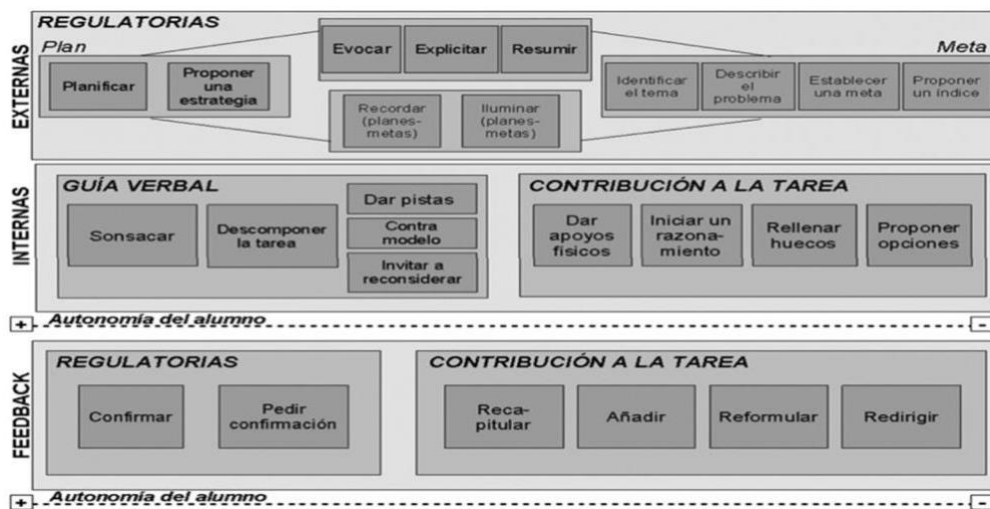 EXTERNAS
REGULATORIAS
Plan
Planificar
Proponer
una
estrategia
Evocar
Explicitar
Resumir
Recordar
(planes-
metas)
Iluminar
(planes-
metas)
Meta
Identificar
el tema
Describir
el
problema
Establecer
una meta
Proponer
un índice
INTERNAS
GUÍA VERBAL
Sonsacar
Descomponer
la tarea
Dar pistas
Contra
modelo
Invitar a
reconsiderar
CONTRIBUCIÓN A LA TAREA
Dar
apoyos
físicos
Iniciar un
razona-
miento
Rellenar
huecos
Proponer
opciones
+ Autonomía del alumno -
FEEDBACK
REGULATORIAS
Confirmar
Pedir
confirmación
CONTRIBUCIÓN A LA TAREA
Reca-
pitular
Añadir
Reformular
Redirigir
+ Autonomía del alumno -